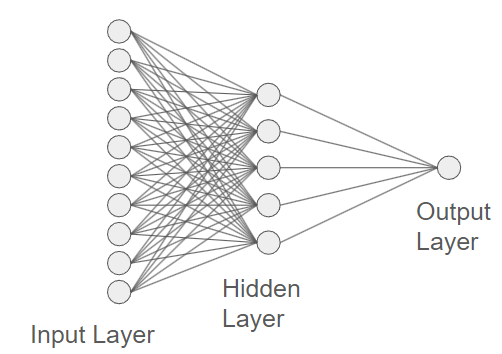 Input Layer
Hidden
Layer
Output
Layer